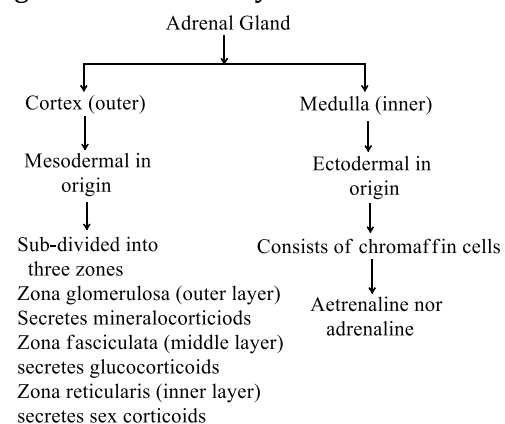 Adrenal Gland
Cortex (outer)
Medulla (inner)
Mesodermal in
origin
Ectodermal in
origin
Sub-divided into
three zones
Zona glomerulosa (outer layer)
Secretes mineralocorticiods
Zona fasciculata (middle layer)
secretes glucocorticoids
Zona reticularis (inner layer)
secretes sex corticoids
Consists of chromaffin cells
Aetrenaline nor
adrenaline